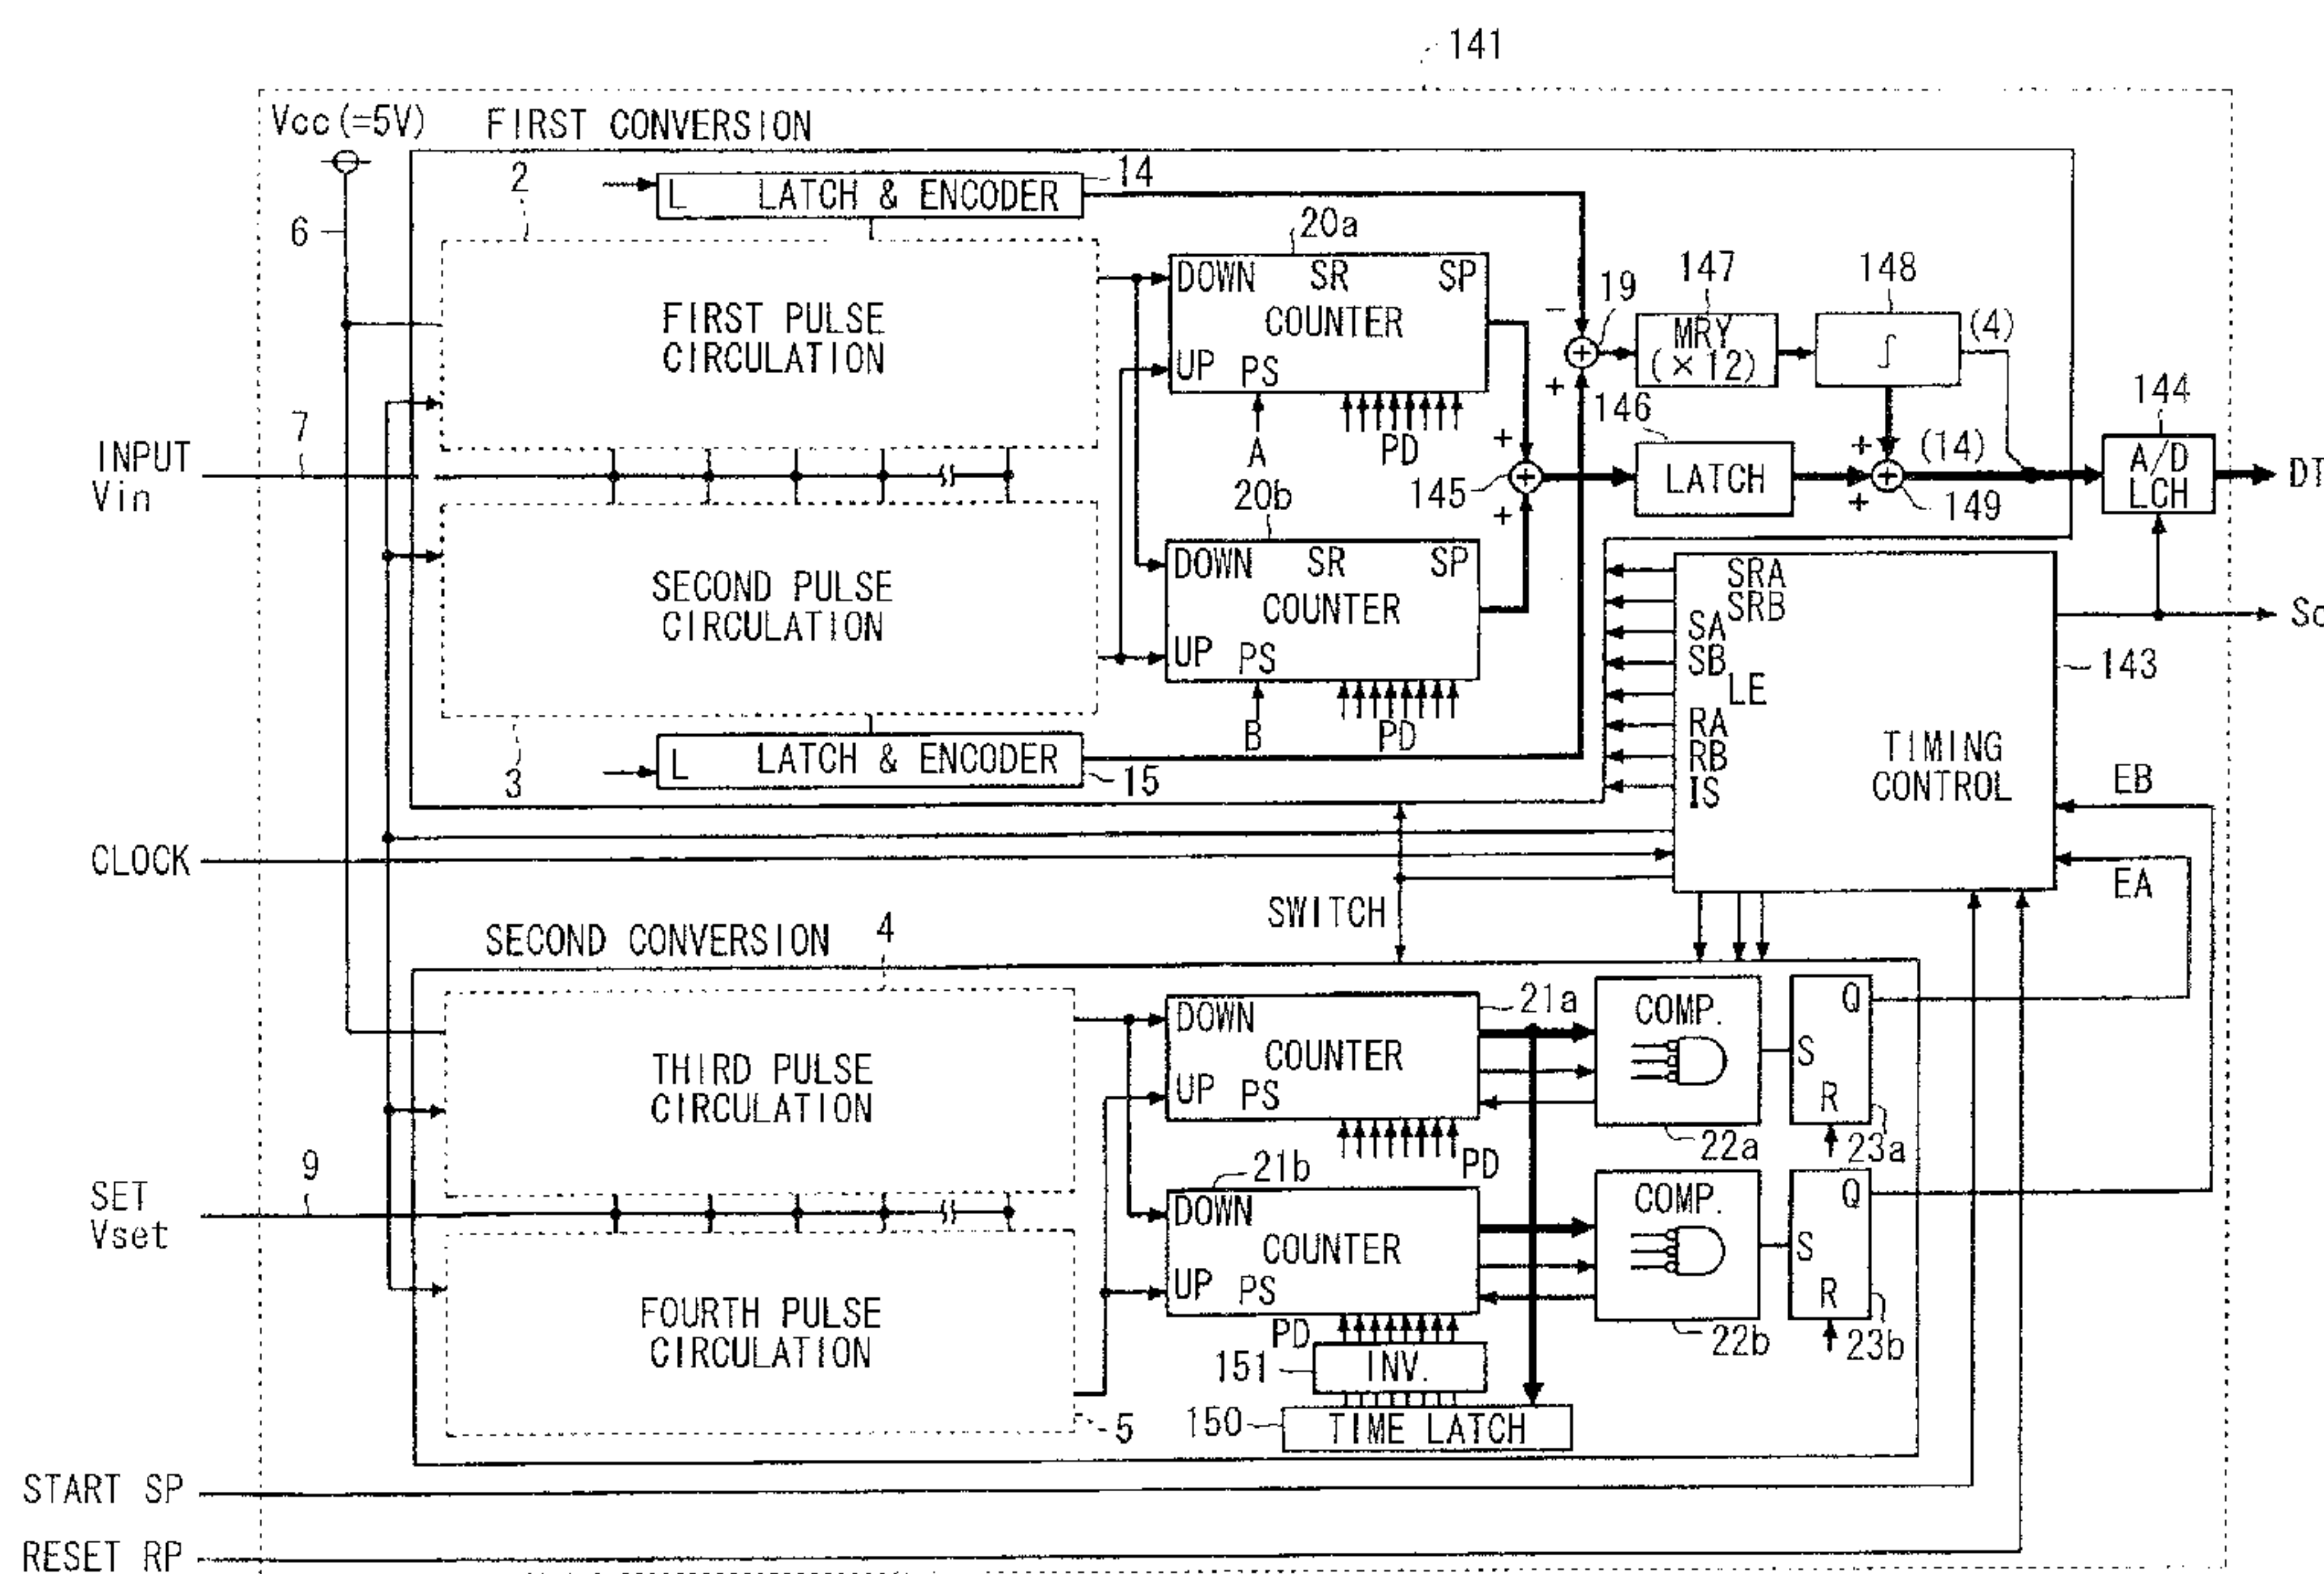 141
Vcc(=5V)
FIRST CONVERSION
2
L LATCH & ENCODER
14
6
FIRST PULSE
CIRCULATION
20a
DOWN SR SP
COUNTER
UP PS
A
PD
−
+
19
147
MRY
(×12)
148
∫
(4)
INPUT
Vin
7
20b
+
145
+
146
LATCH
+
(14)
+
149
144
A/D
LCH
DT
SECOND PULSE
CIRCULATION
DOWN SR SP
COUNTER
UP PS
B
PD
3
L LATCH & ENCODER
15
SRA
SRB
SA
SB
LE
RA
RB
IS
TIMING
CONTROL
143
EB
EA
CLOCK
SWITCH
SECOND CONVERSION
4
THIRD PULSE
CIRCULATION
DOWN
COUNTER
UP PS
21a
PD
COMP.
22a
Q
S
R
23a
SET
Vset
9
FOURTH PULSE
CIRCULATION
5
21b
DOWN
COUNTER
UP PS
PD
151
INV.
150
TIME LATCH
COMP.
22b
Q
S
R
23b
START SP
RESET RP